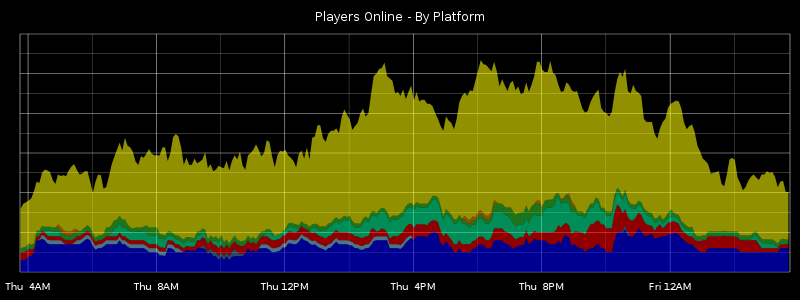 Players Online - By Platform
Thu 4AM Thu 8AM Thu 12PM Thu 4PM Thu 8PM Fri 12AM